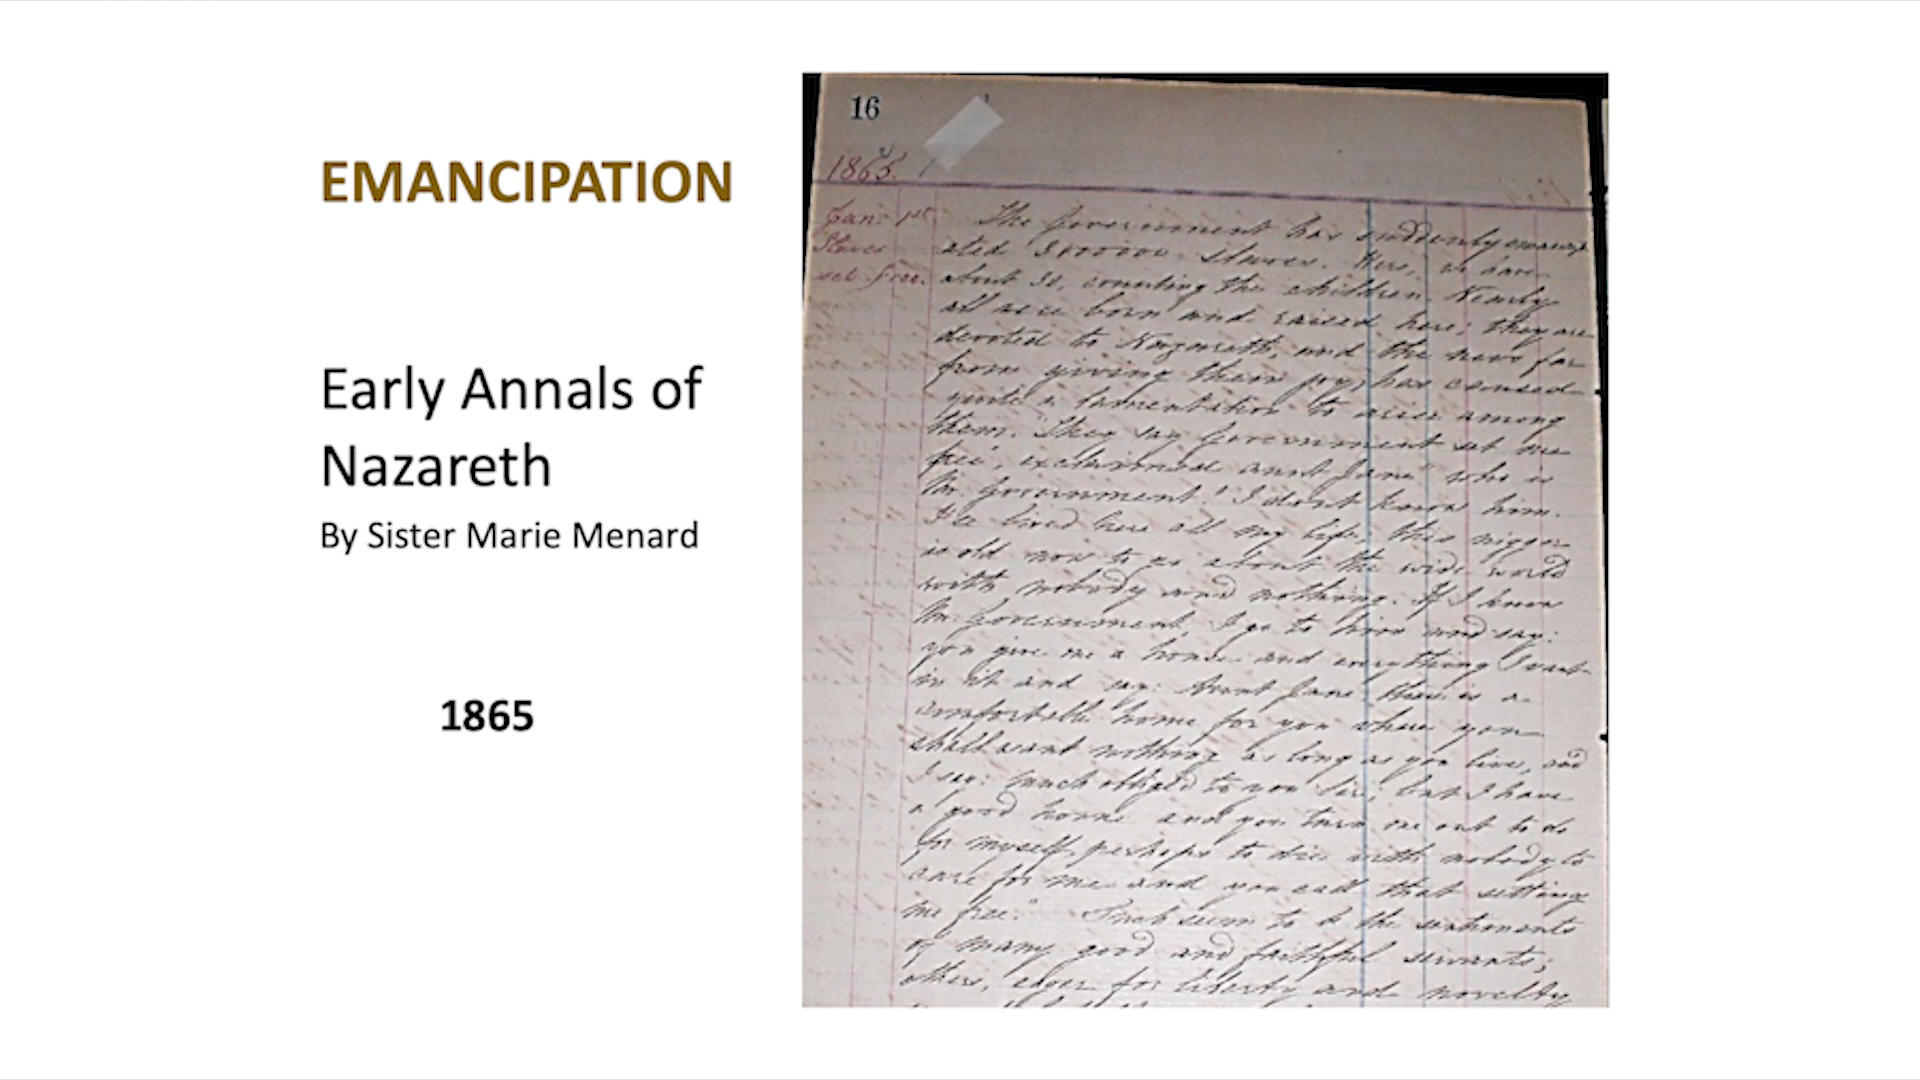 EMANCIPATION
Early Annals of
Nazareth
By Sister Marie Menard
1865
16
1865.
Jan. 1st
Slaves
set free.
The Government has suddenly emancip
ated 3000000 slaves. Here, we have
about 30, counting the children. Nearly
all were born and raised here; they are
devoted to Nazareth, and the news far
from giving them joy, has caused
quite a lamentation to arise among
them. "They say Government set me
free", exclaimed aunt Jane" who is
Mr. Government? I don't know him.
I've lived here all my life. this nigger
is old now to go about the wide world
with nobody and nothing. If I knew
Mr. Government, I go to him and say:
you give me a house and everything I want
in it and say: Aunt Jane there is a
comfortable home for you where you
shall want nothing as long as you live, and
I say: much obliged to you Sir; but I have
a good home and you turn me out to do
for myself, perhaps to die with nobody to
care for me and you call that setting
me free." Such seem to be the sentiments
of many good and faithful servants;
others, eager for liberty and novelty